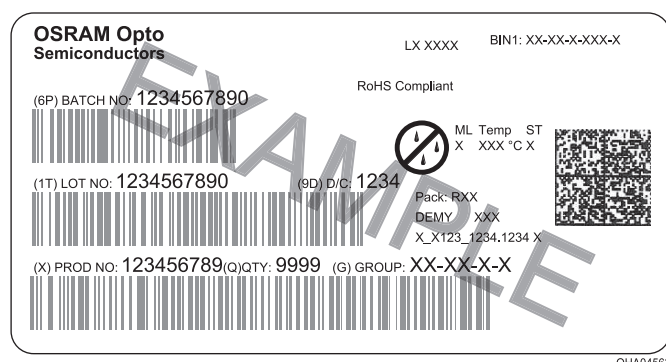 OSRAM Opto
Semiconductors
LX XXXX
BIN1: XX-XX-X-XXX-X
RoHS Compliant
(6P) BATCH NO: 1234567890
ML Temp ST
X XXX °C X
(1T) LOT NO: 1234567890 (9D) D/C: 1234
Pack: RXX
DEMY XXX
X_X123_1234.1234 X
(X) PROD NO: 123456789(Q)QTY: 9999 (G) GROUP: XX-XX-X-X
EXAMPLE